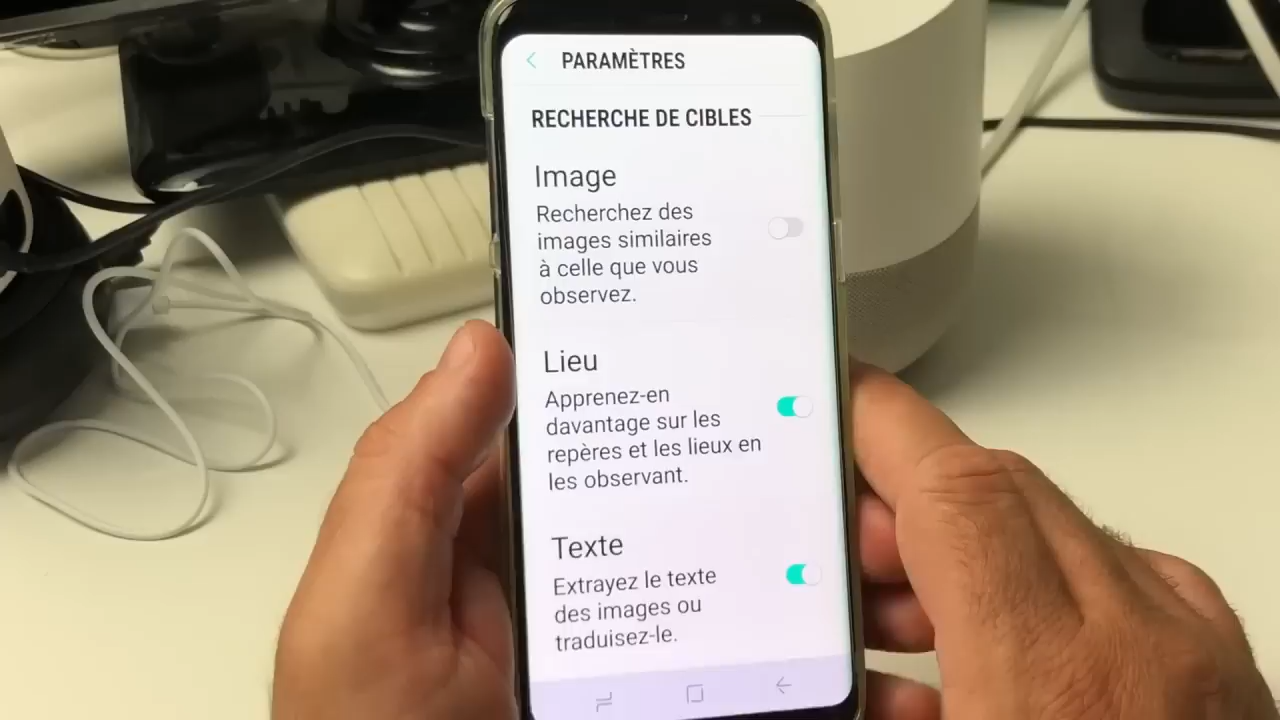 PARAMÈTRES
RECHERCHE DE CIBLES
Image
Recherchez des
images similaires
à celle que vous
observez.
Lieu
Apprenez-en
davantage sur les
repères et les lieux en
les observant.
Texte
Extrayez le texte
des images ou
traduisez-le.